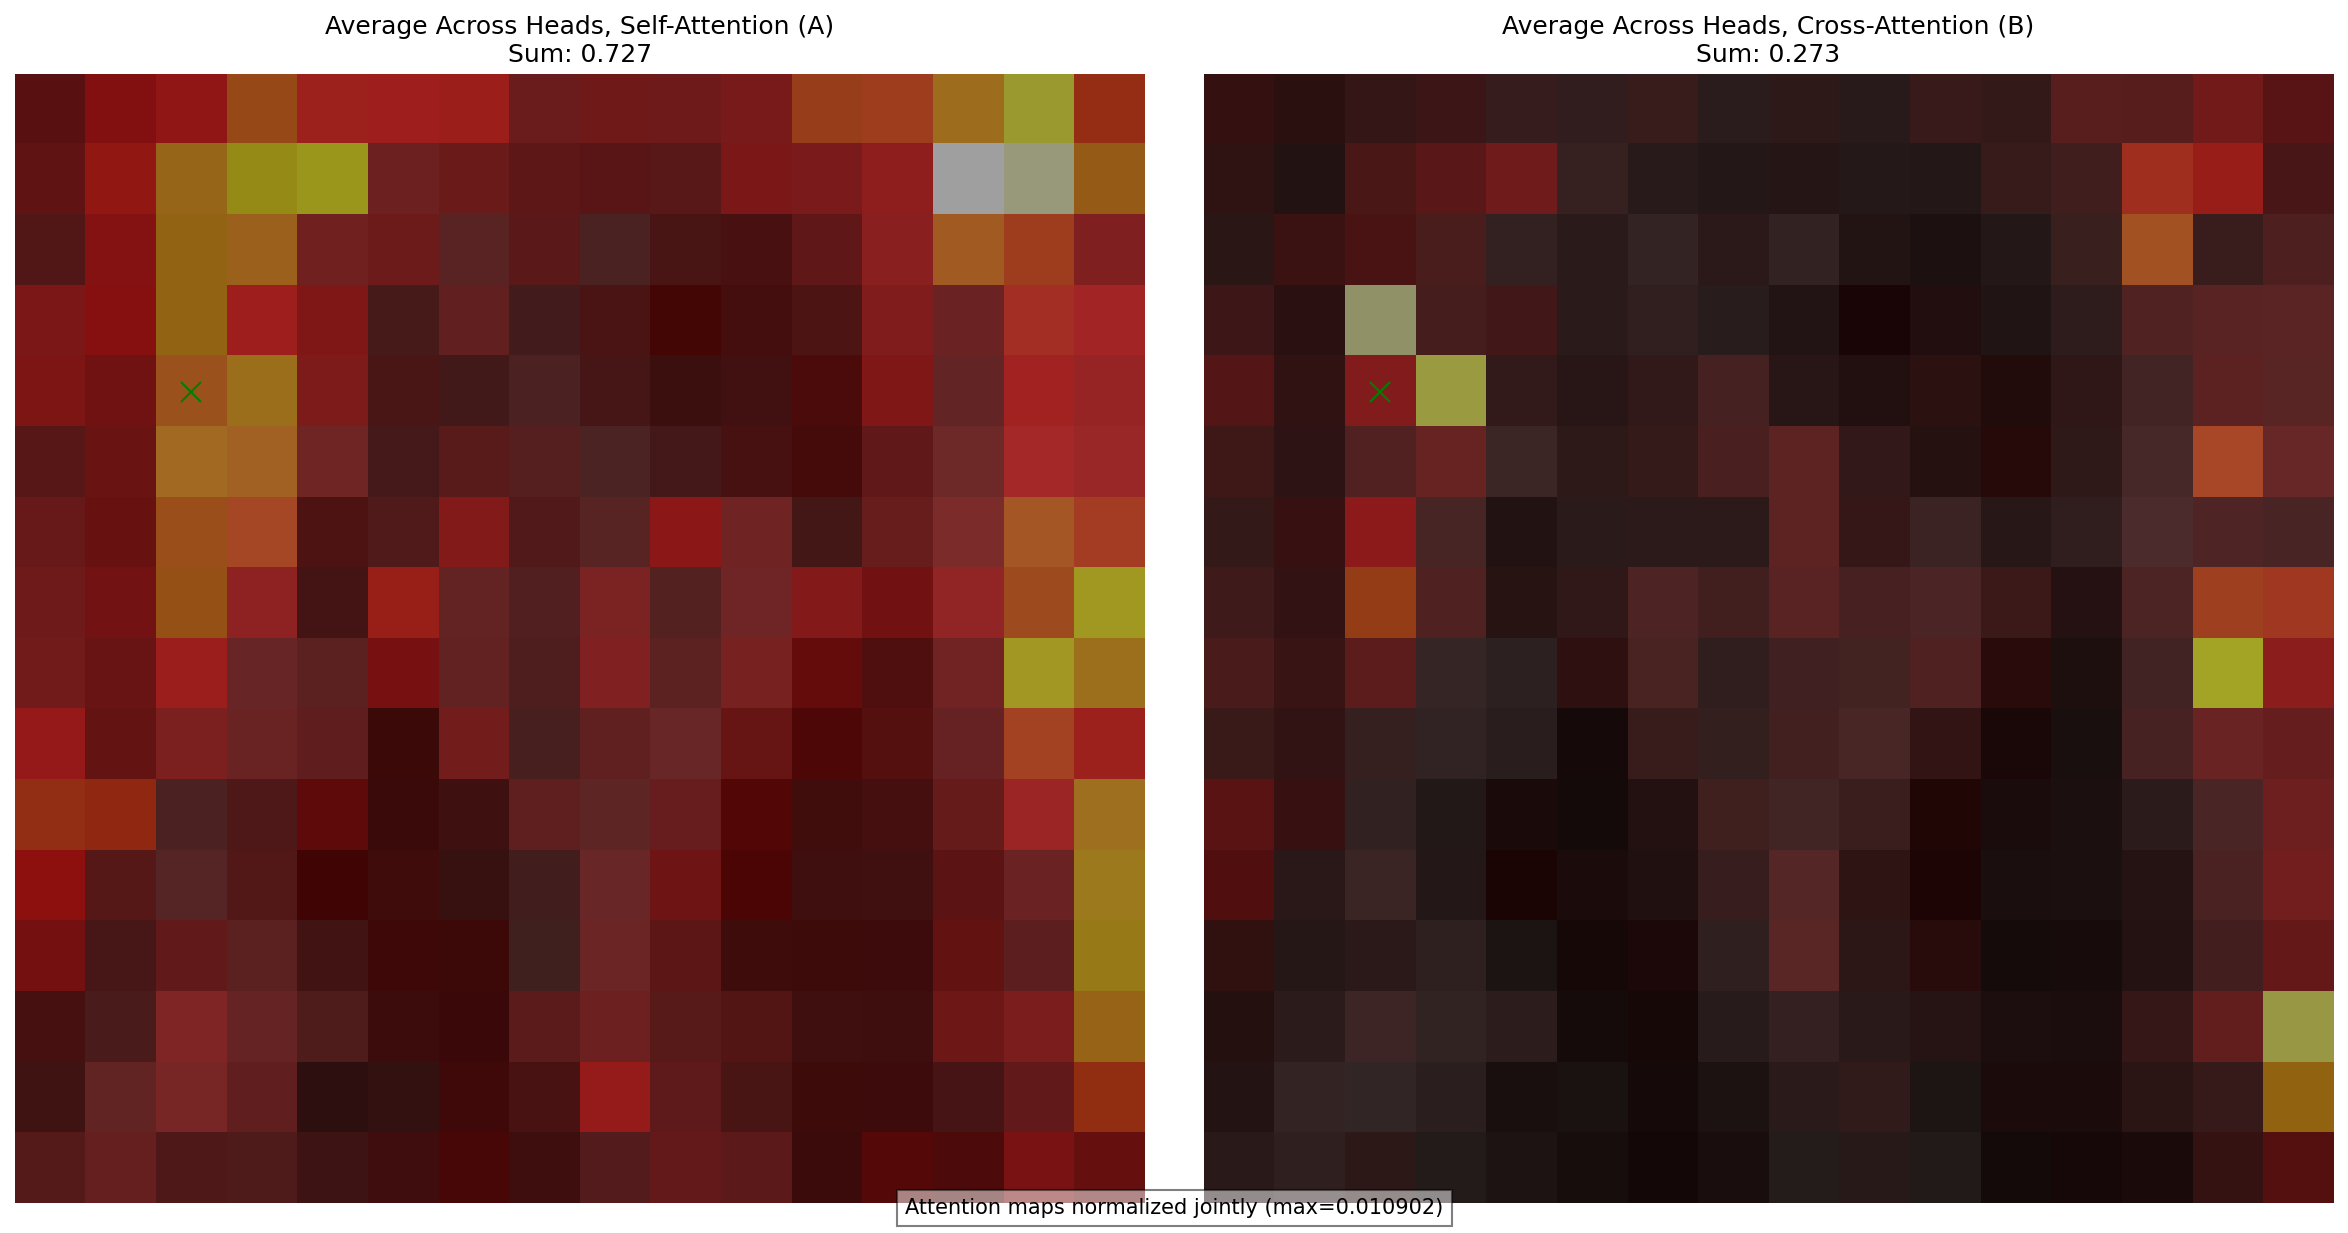 Average Across Heads, Self-Attention (A)
Sum: 0.727
Average Across Heads, Cross-Attention (B)
Sum: 0.273
Attention maps normalized jointly (max=0.010902)